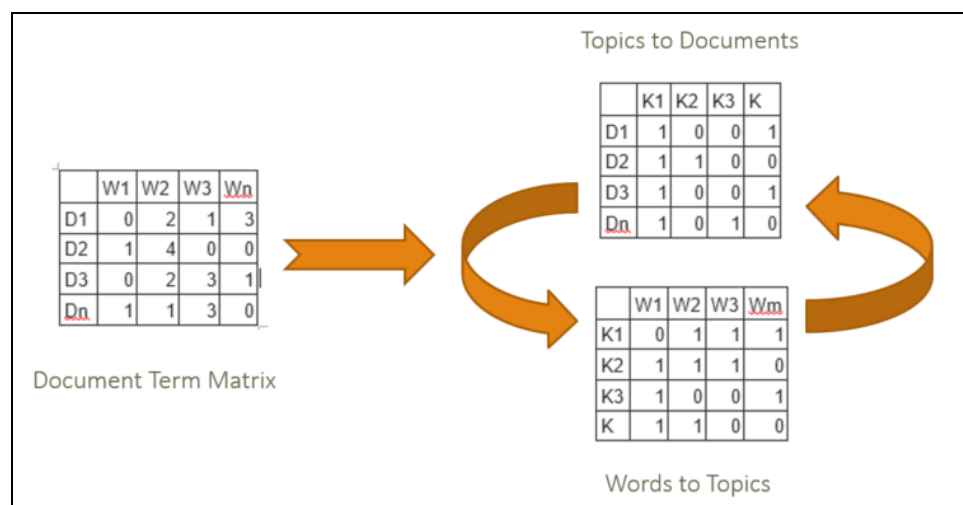 Topics to Documents
K1 K2 K3 K
D1 1 0 0 1
D2 1 1 0 0
D3 1 0 0 1
Dn 1 0 1 0
W1 W2 W3 Wn
D1 0 2 1 3
D2 1 4 0 0
D3 0 2 3 1
Dn 1 1 3 0
Document Term Matrix
W1 W2 W3 Wm
K1 0 1 1 1
K2 1 1 1 0
K3 1 0 0 1
K 1 1 0 0
Words to Topics